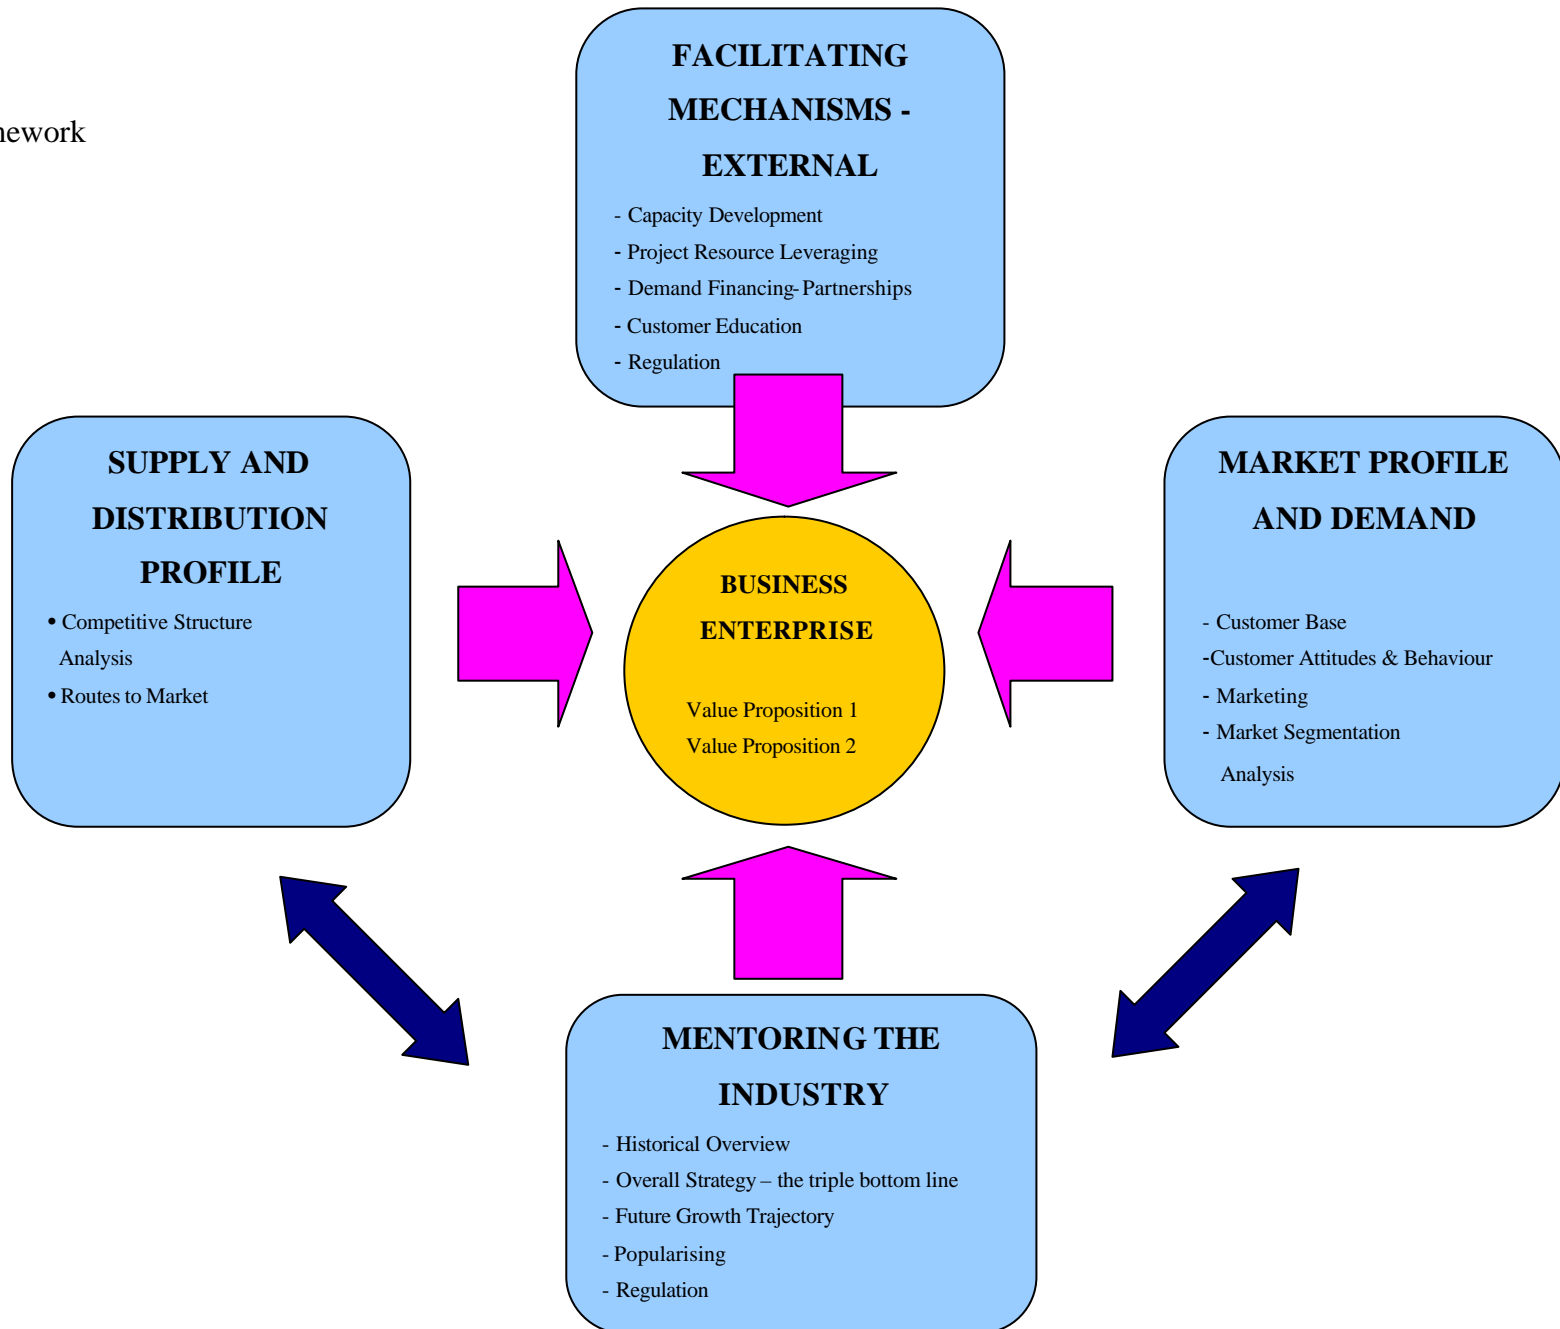 FACILITATING
MECHANISMS -
EXTERNAL
- Capacity Development
- Project Resource Leveraging
- Demand Financing- Partnerships
- Customer Education
- Regulation
SUPPLY AND
DISTRIBUTION
PROFILE
• Competitive Structure
Analysis
• Routes to Market
BUSINESS
ENTERPRISE
Value Proposition 1
Value Proposition 2
MARKET PROFILE
AND DEMAND
- Customer Base
-Customer Attitudes & Behaviour
- Marketing
- Market Segmentation
Analysis
MENTORING THE
INDUSTRY
- Historical Overview
- Overall Strategy – the triple bottom line
- Future Growth Trajectory
- Popularising
- Regulation